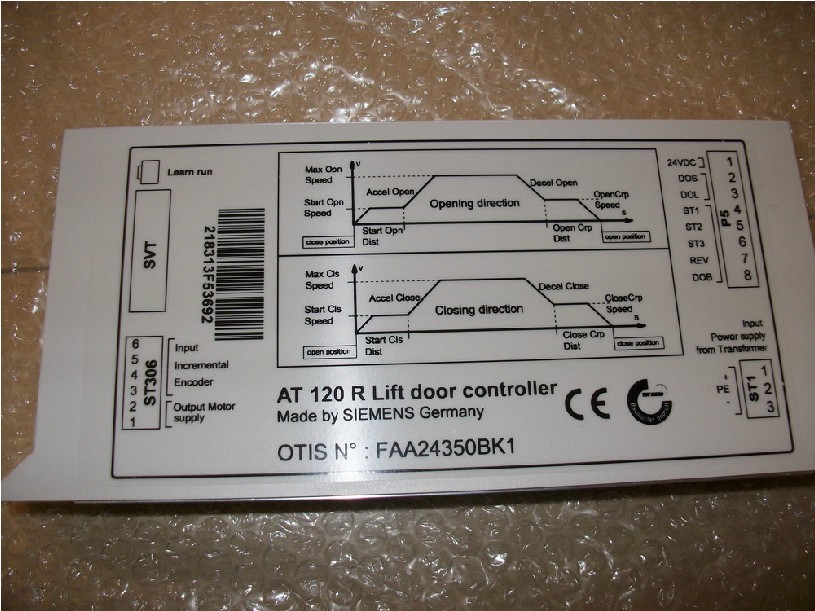 Learn run
SVT
218313F53692
Max Opn
Speed
v
Accel Open
Decel Open
Start Opn
Speed
Opening direction
OpenCrp
Speed
s
Start Opn
Dist
Open Crp
Dist
close position
open position
Max Cls
Speed
v
Accel Close
Decel Close
Start Cls
Speed
Closing direction
CloseCrp
Speed
s
Start Cls
Dist
Close Crp
Dist
open position
close position
24VDC
DOS
DOL
ST1
ST2
ST3
REV
DOB
1
2
3
4
5
6
7
8
P5
6
5
4
3
2
1
ST306
Input
Incremental
Encoder
Output Motor
supply
Input
Power supply
from Transformer
+
PE
-
ST1
1
2
3
AT 120 R Lift door controller
Made by SIEMENS Germany
CE
OTIS N° : FAA24350BK1